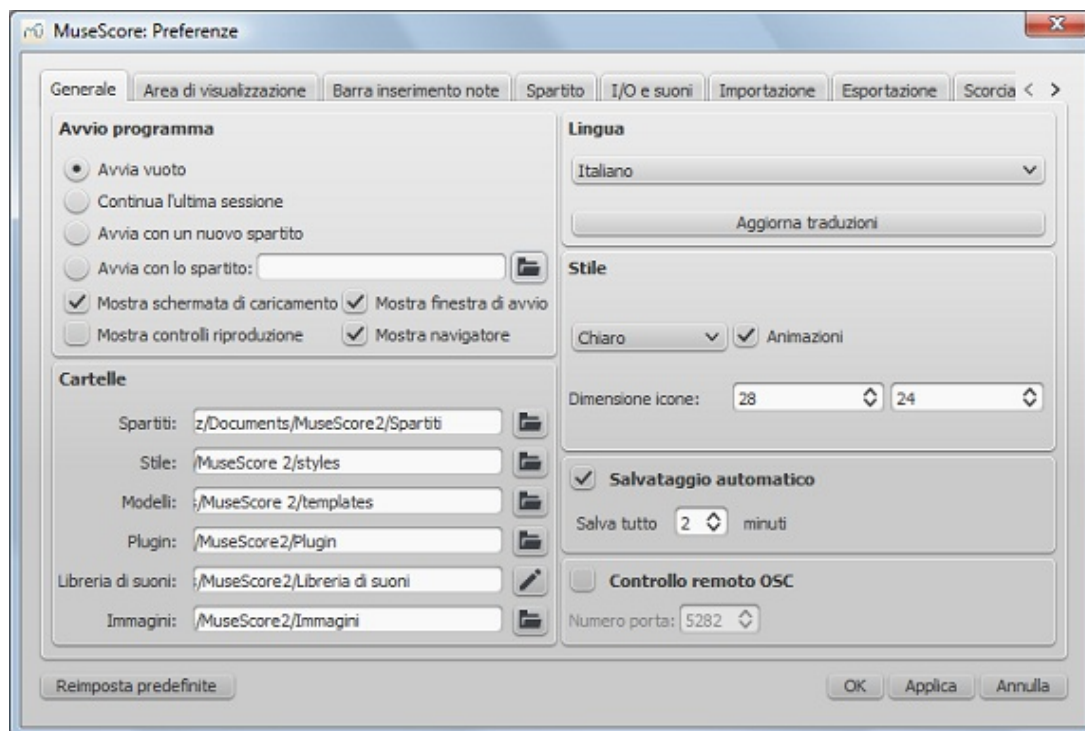 MuseScore: Preferenze
Generale Area di visualizzazione Barra inserimento note Spartito I/O e suoni Importazione Esportazione Scorcia
Avvio programma
Avvia vuoto
Continua l'ultima sessione
Avvia con un nuovo spartito
Avvia con lo spartito:
Mostra schermata di caricamento Mostra finestra di avvio
Mostra controlli riproduzione Mostra navigatore
Cartelle
Spartiti: z/Documents/MuseScore2/Spartiti
Stile: /MuseScore 2/styles
Modelli: /MuseScore 2/templates
Plugin: /MuseScore2/Plugin
Libreria di suoni: /MuseScore2/Libreria di suoni
Immagini: /MuseScore2/Immagini
Lingua
Italiano
Aggiorna traduzioni
Stile
Chiaro Animazioni
Dimensione icone: 28 24
Salvataggio automatico
Salva tutto 2 minuti
Controllo remoto OSC
Numero porta: 5282
Reimposta predefinite OK Applica Annulla